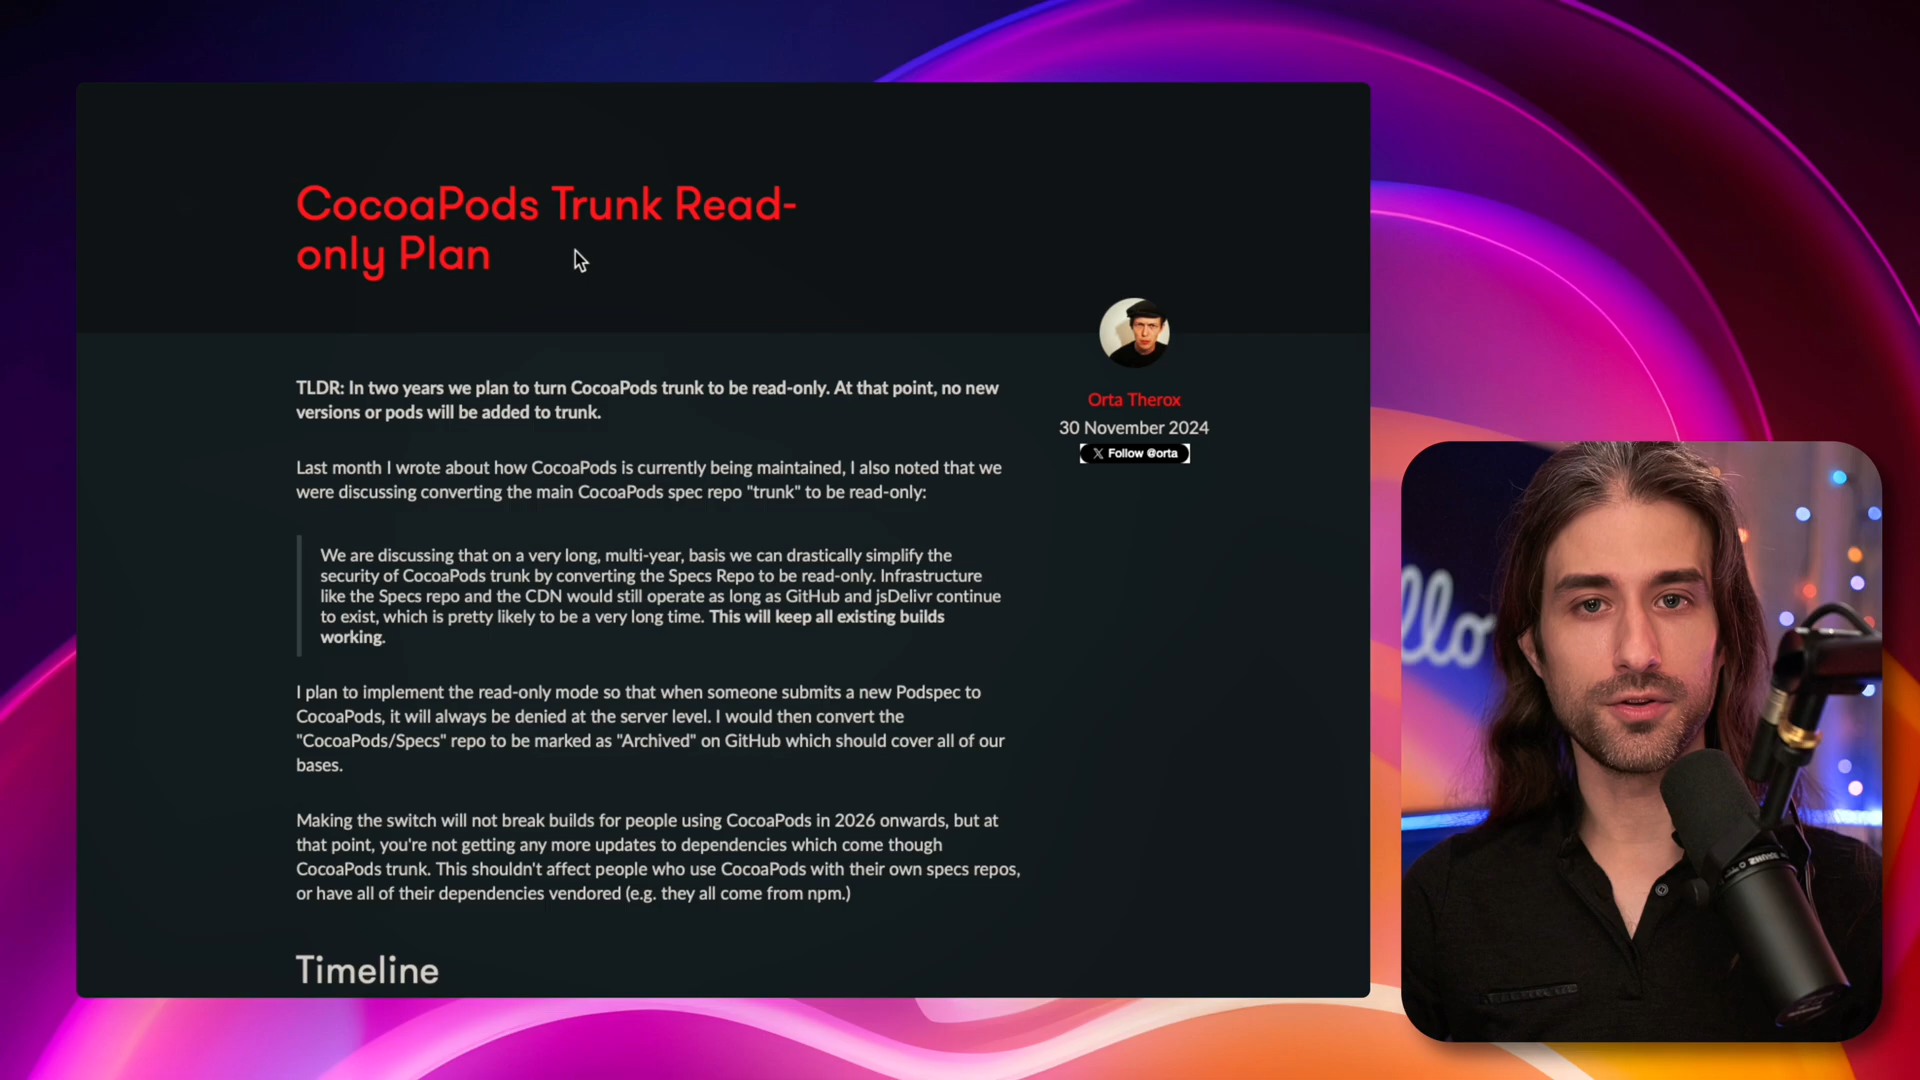 CocoaPods Trunk Read-
only Plan
TLDR: In two years we plan to turn CocoaPods trunk to be read-only. At that point, no new
versions or pods will be added to trunk.
Orta Therox
30 November 2024
Follow @orta
Last month I wrote about how CocoaPods is currently being maintained, I also noted that we
were discussing converting the main CocoaPods spec repo "trunk" to be read-only:
We are discussing that on a very long, multi-year, basis we can drastically simplify the
security of CocoaPods trunk by converting the Specs Repo to be read-only. Infrastructure
like the Specs repo and the CDN would still operate as long as GitHub and jsDelivr continue
to exist, which is pretty likely to be a very long time. This will keep all existing builds
working.
I plan to implement the read-only mode so that when someone submits a new Podspec to
CocoaPods, it will always be denied at the server level. I would then convert the
"CocoaPods/Specs" repo to be marked as "Archived" on GitHub which should cover all of our
bases.
Making the switch will not break builds for people using CocoaPods in 2026 onwards, but at
that point, you're not getting any more updates to dependencies which come though
CocoaPods trunk. This shouldn't affect people who use CocoaPods with their own specs repos,
or have all of their dependencies vendored (e.g. they all come from npm.)
Timeline
llo